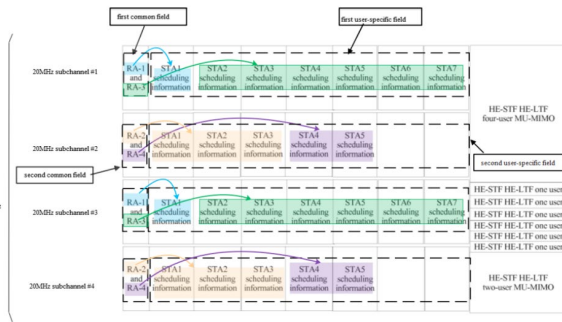 first common field
first user-specific field
20MHz subchannel #1
RA-1 and RA-3
STA1 scheduling information
STA2 scheduling information
STA3 scheduling information
STA4 scheduling information
STA5 scheduling information
STA6 scheduling information
STA7 scheduling information
HE-STF HE-LTF
four-user MU-MIMO
20MHz subchannel #2
RA-2 and RA-4
STA1 scheduling information
STA2 scheduling information
STA3 scheduling information
STA4 scheduling information
STA5 scheduling information
second user-specific field
second common field
20MHz subchannel #3
RA-1 and RA-3
STA1 scheduling information
STA2 scheduling information
STA3 scheduling information
STA4 scheduling information
STA5 scheduling information
STA6 scheduling information
STA7 scheduling information
HE-STF HE-LTF one user
HE-STF HE-LTF one user
HE-STF HE-LTF one user
HE-STF HE-LTF one user
HE-STF HE-LTF one user
HE-STF HE-LTF one user
20MHz subchannel #4
RA-2 and RA-4
STA1 scheduling information
STA2 scheduling information
STA3 scheduling information
STA4 scheduling information
STA5 scheduling information
HE-STF HE-LTF
two-user MU-MIMO